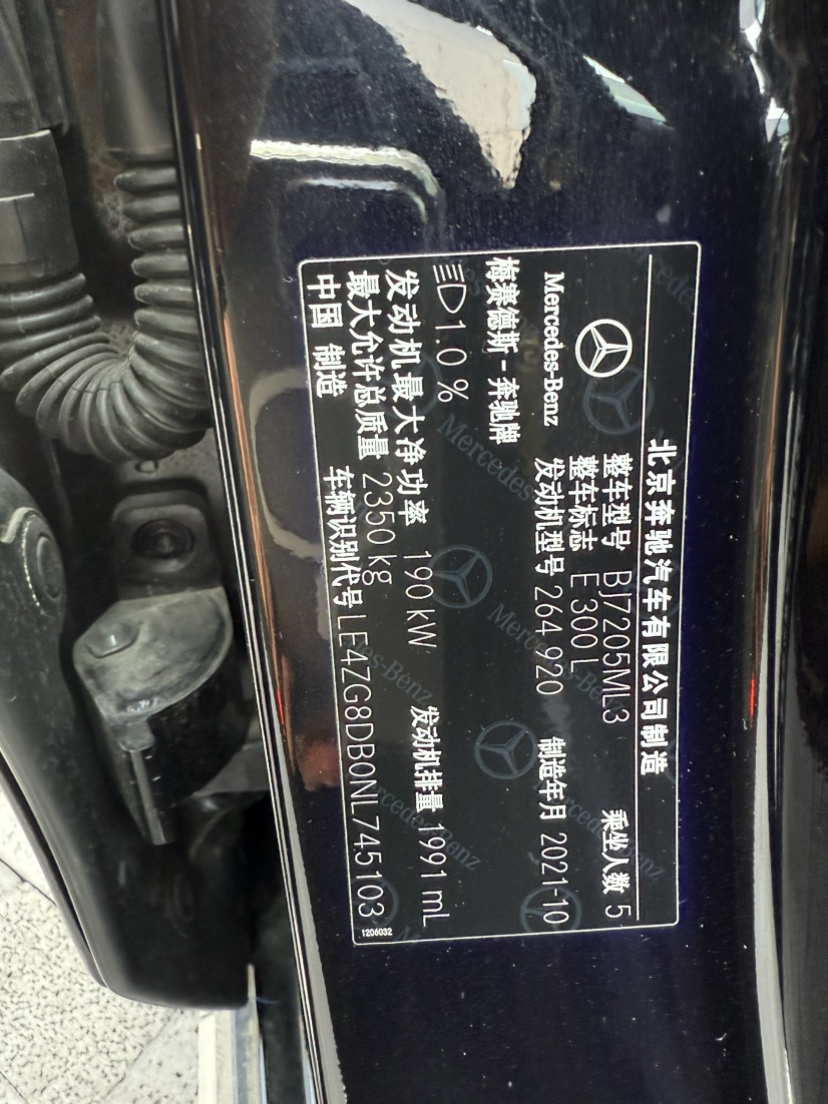 北京奔驰汽车有限公司制造
Mercedes-Benz
整车型号 BJ7205ML3 乘坐人数 5
整车标志 E 300 L
发动机型号 264 920 制造年月 2021-10
梅赛德斯-奔驰牌
1.0 %
发动机最大净功率 190 kW 发动机排量 1991 mL
最大允许总质量 2350 kg
中国 制造 车辆识别代号 LE4ZG8DB0NL745103
1206032